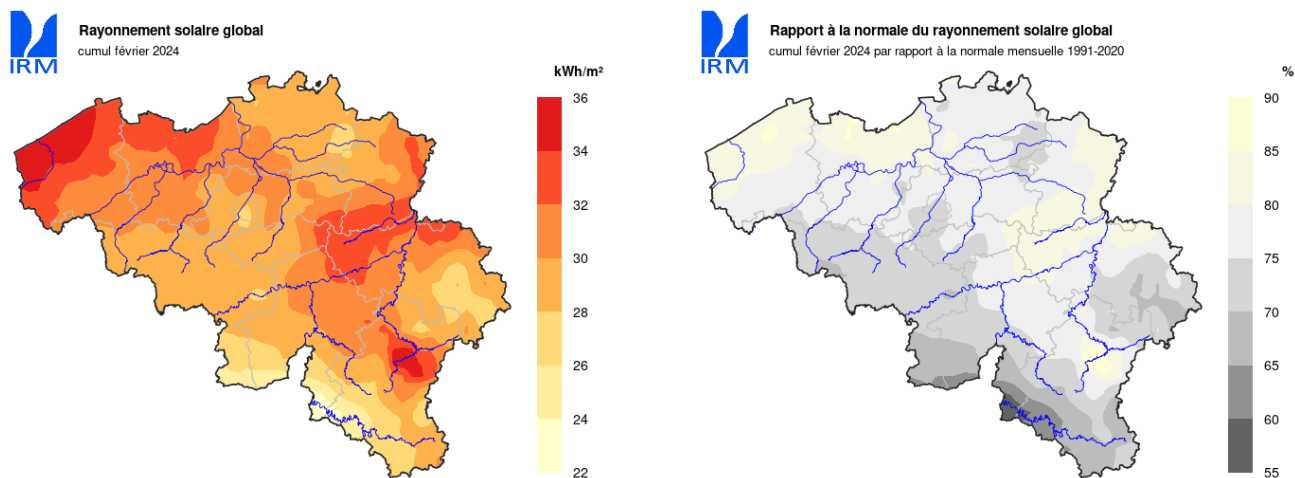 Rayonnement solaire global
cumul février 2024
IRM
kWh/m²
36
34
32
30
28
26
24
22
Rapport à la normale du rayonnement solaire global
cumul février 2024 par rapport à la normale mensuelle 1991-2020
IRM
%
90
85
80
75
70
65
60
55